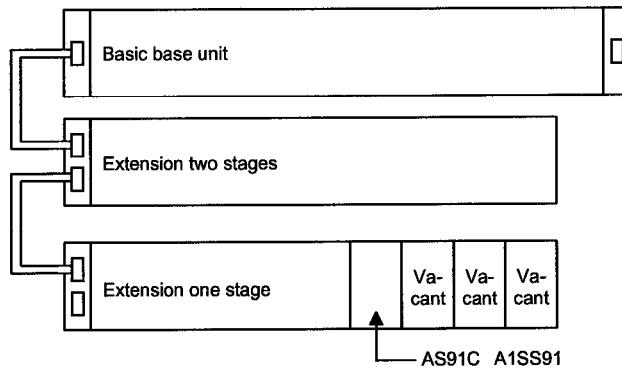 Basic base unit
Extension two stages
Extension one stage
Va-
cant
Va-
cant
Va-
cant
AS91C A1SS91